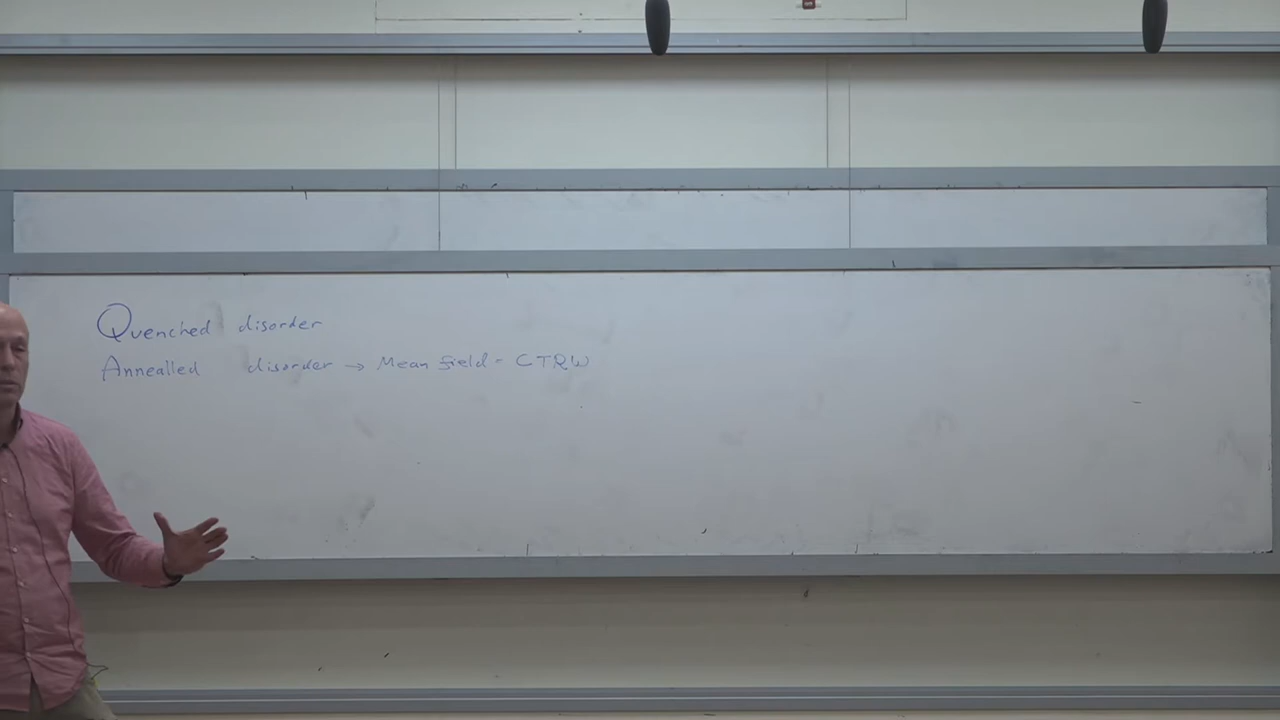 Quenched disorder
Annealled disorder → Mean field - CTRW